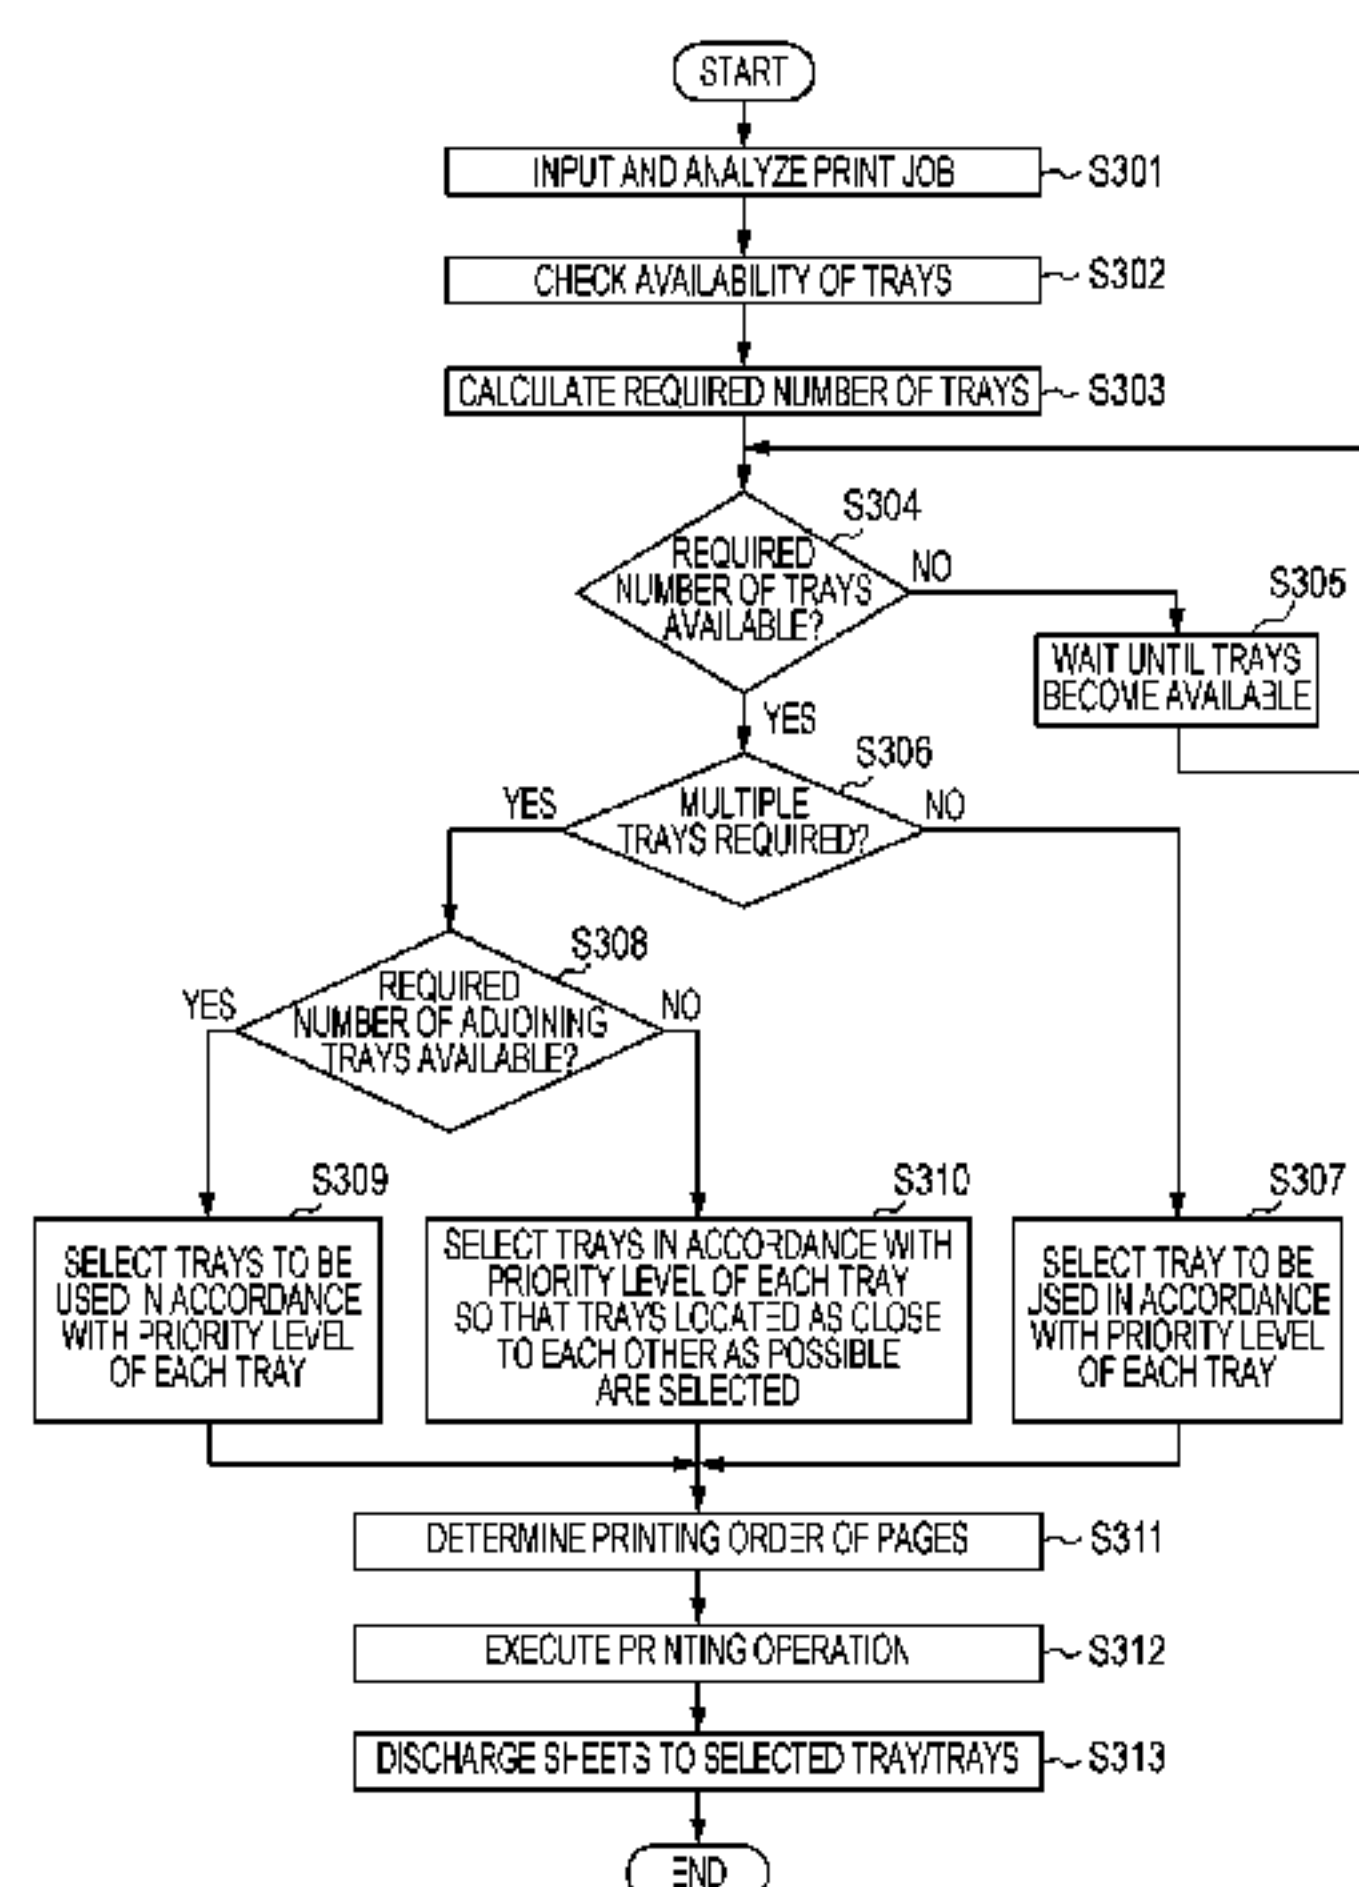 START
INPUT AND ANALYZE PRINT JOB
S301
CHECK AVAILABILITY OF TRAYS
S302
CALCULATE REQUIRED NUMBER OF TRAYS
S303
S304
REQUIRED
NUMBER OF TRAYS
AVAILABLE?
NO
S305
WAIT UNTIL TRAYS
BECOME AVAILABLE
YES
S306
YES
MULTIPLE
TRAYS REQUIRED?
NO
S308
YES
REQUIRED
NUMBER OF ADJOINING
TRAYS AVAILABLE?
NO
S309
SELECT TRAYS TO BE
USED IN ACCORDANCE
WITH PRIORITY LEVEL
OF EACH TRAY
S310
SELECT TRAYS IN ACCORDANCE WITH
PRIORITY LEVEL OF EACH TRAY
SO THAT TRAYS LOCATED AS CLOSE
TO EACH OTHER AS POSSIBLE
ARE SELECTED
S307
SELECT TRAY TO BE
USED IN ACCORDANCE
WITH PRIORITY LEVEL
OF EACH TRAY
DETERMINE PRINTING ORDER OF PAGES
S311
EXECUTE PRINTING OPERATION
S312
DISCHARGE SHEETS TO SELECTED TRAY/TRAYS
S313
END